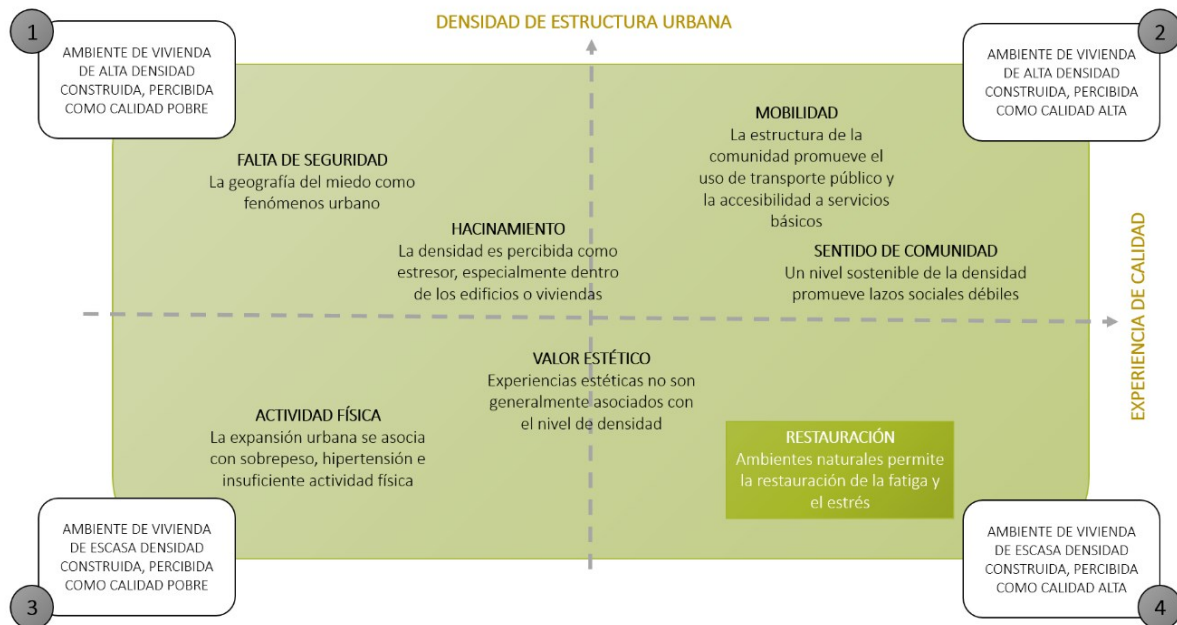 DENSIDAD DE ESTRUCTURA URBANA
1
AMBIENTE DE VIVIENDA
DE ALTA DENSIDAD
CONSTRUIDA, PERCIBIDA
COMO CALIDAD POBRE
2
AMBIENTE DE VIVIENDA
DE ALTA DENSIDAD
CONSTRUIDA, PERCIBIDA
COMO CALIDAD ALTA
FALTA DE SEGURIDAD
La geografía del miedo como
fenómenos urbano
MOBILIDAD
La estructura de la
comunidad promueve el
uso de transporte público y
la accesibilidad a servicios
básicos
HACINAMIENTO
La densidad es percibida como
estresor, especialmente dentro
de los edificios o viviendas
SENTIDO DE COMUNIDAD
Un nivel sostenible de la densidad
promueve lazos sociales débiles
EXPERIENCIA DE CALIDAD
VALOR ESTÉTICO
Experiencias estéticas no son
generalmente asociados con
el nivel de densidad
ACTIVIDAD FÍSICA
La expansión urbana se asocia
con sobrepeso, hipertensión e
insuficiente actividad física
RESTAURACIÓN
Ambientes naturales permite
la restauración de la fatiga y
el estrés
AMBIENTE DE VIVIENDA
DE ESCASA DENSIDAD
CONSTRUIDA, PERCIBIDA
COMO CALIDAD POBRE
3
AMBIENTE DE VIVIENDA
DE ESCASA DENSIDAD
CONSTRUIDA, PERCIBIDA
COMO CALIDAD ALTA
4